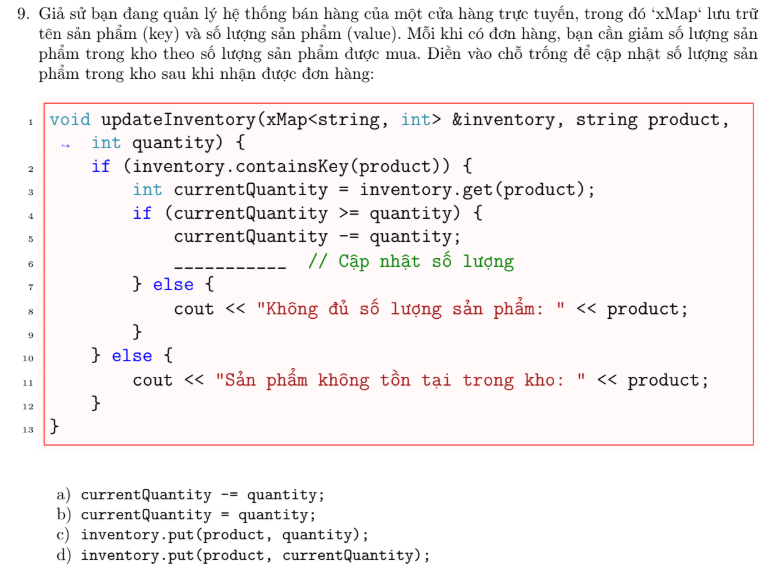 9. Giả sử bạn đang quản lý hệ thống bán hàng của một cửa hàng trực tuyến, trong đó ‘xMap‘ lưu trữ
tên sản phẩm (key) và số lượng sản phẩm (value). Mỗi khi có đơn hàng, bạn cần giảm số lượng sản
phẩm trong kho theo số lượng sản phẩm được mua. Điền vào chỗ trống để cập nhật số lượng sản
phẩm trong kho sau khi nhận được đơn hàng:
1 void updateInventory(xMap<string, int> &inventory, string product,
↪ int quantity) {
2 if (inventory.containsKey(product)) {
3 int currentQuantity = inventory.get(product);
4 if (currentQuantity >= quantity) {
5 currentQuantity -= quantity;
6 ___________ // Cập nhật số lượng
7 } else {
8 cout << "Không đủ số lượng sản phẩm: " << product;
9 }
10 } else {
11 cout << "Sản phẩm không tồn tại trong kho: " << product;
12 }
13 }
a) currentQuantity -= quantity;
b) currentQuantity = quantity;
c) inventory.put(product, quantity);
d) inventory.put(product, currentQuantity);